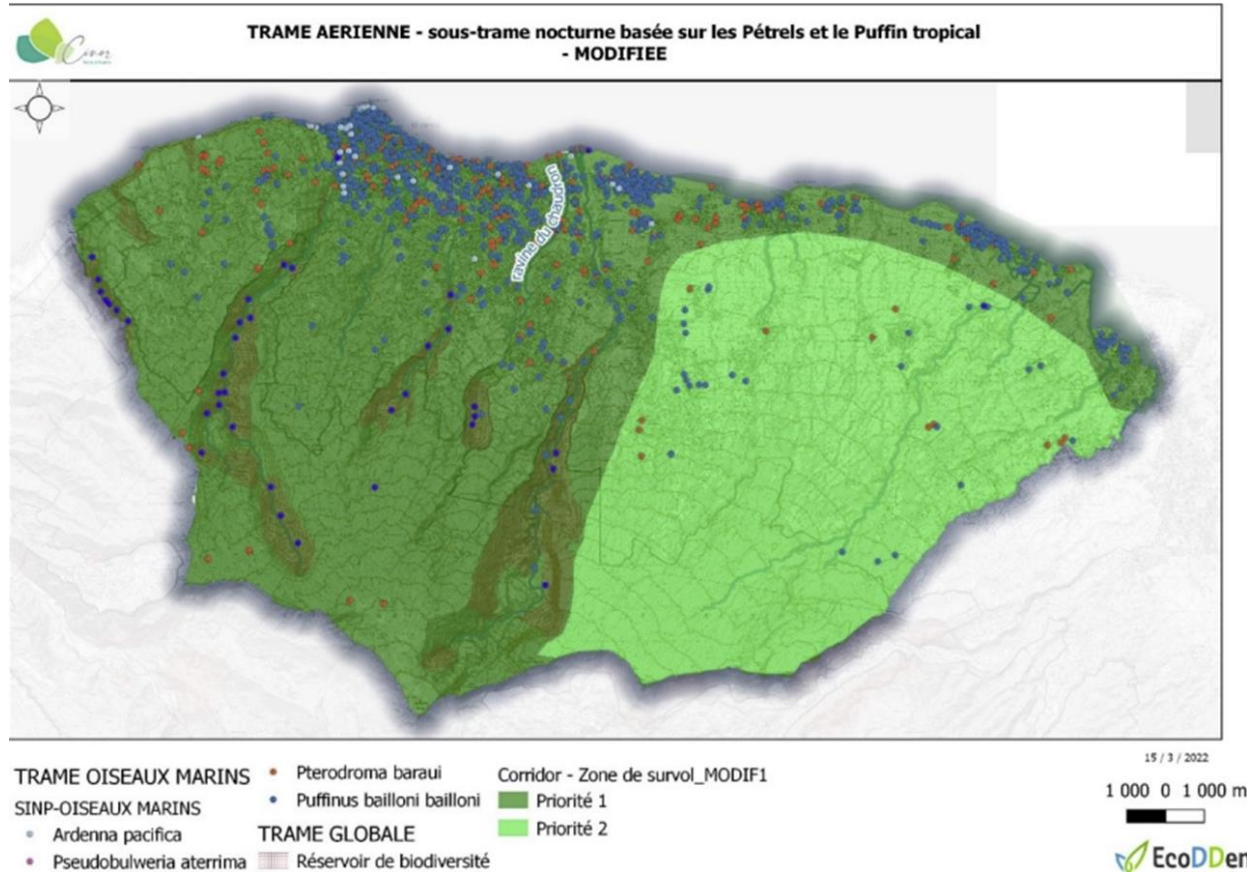 TRAME AERIENNE - sous-trame nocturne basée sur les Pétrels et le Puffin tropical
- MODIFIEE
Cinor
ravine du chaudron
TRAME OISEAUX MARINS
SINP-OISEAUX MARINS
Ardenna pacifica
Pseudobulweria aterrima
Pterodroma baraui
Puffinus bailloni bailloni
TRAME GLOBALE
Réservoir de biodiversité
Corridor - Zone de survol_MODIF1
Priorité 1
Priorité 2
15 / 3 / 2022
1 000 0 1 000 m
EcoDDen